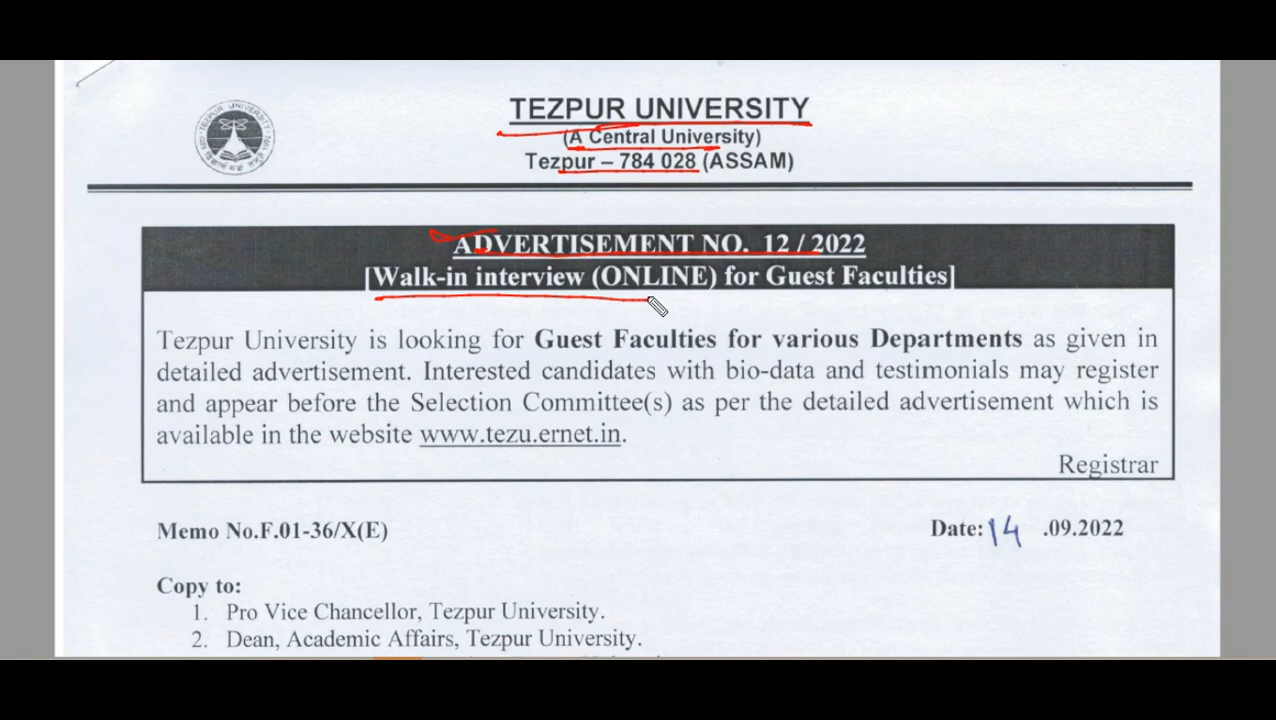 TEZPUR UNIVERSITY
(A Central University)
Tezpur – 784 028 (ASSAM)
TEZPUR UNIVERSITY
ADVERTISEMENT NO. 12 / 2022
[Walk-in interview (ONLINE) for Guest Faculties]
Tezpur University is looking for Guest Faculties for various Departments as given in
detailed advertisement. Interested candidates with bio-data and testimonials may register
and appear before the Selection Committee(s) as per the detailed advertisement which is
available in the website www.tezu.ernet.in.
Registrar
Memo No.F.01-36/X(E)
Date: 14 .09.2022
Copy to:
1. Pro Vice Chancellor, Tezpur University.
2. Dean, Academic Affairs, Tezpur University.